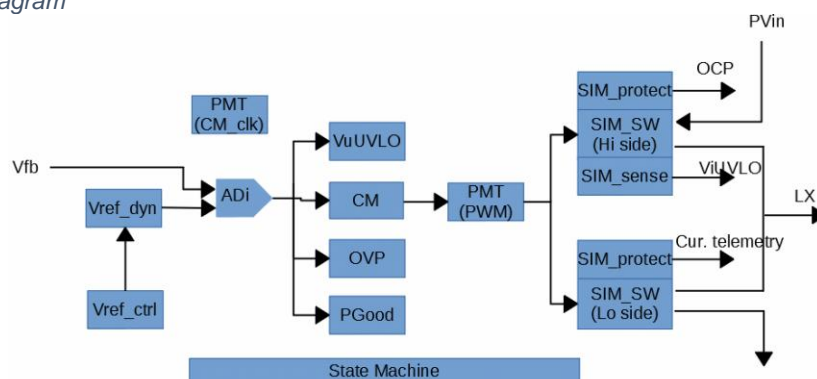 agram
PVin
OCP
SIM_protect
PMT
(CM_clk)
SIM_SW
(Hi side)
VuUVLO
Vfb
ViUVLO
SIM_sense
ADi
CM
PMT
(PWM)
LX
Vref_dyn
Cur. telemetry
SIM_protect
OVP
SIM_SW
(Lo side)
Vref_ctrl
PGood
State Machine